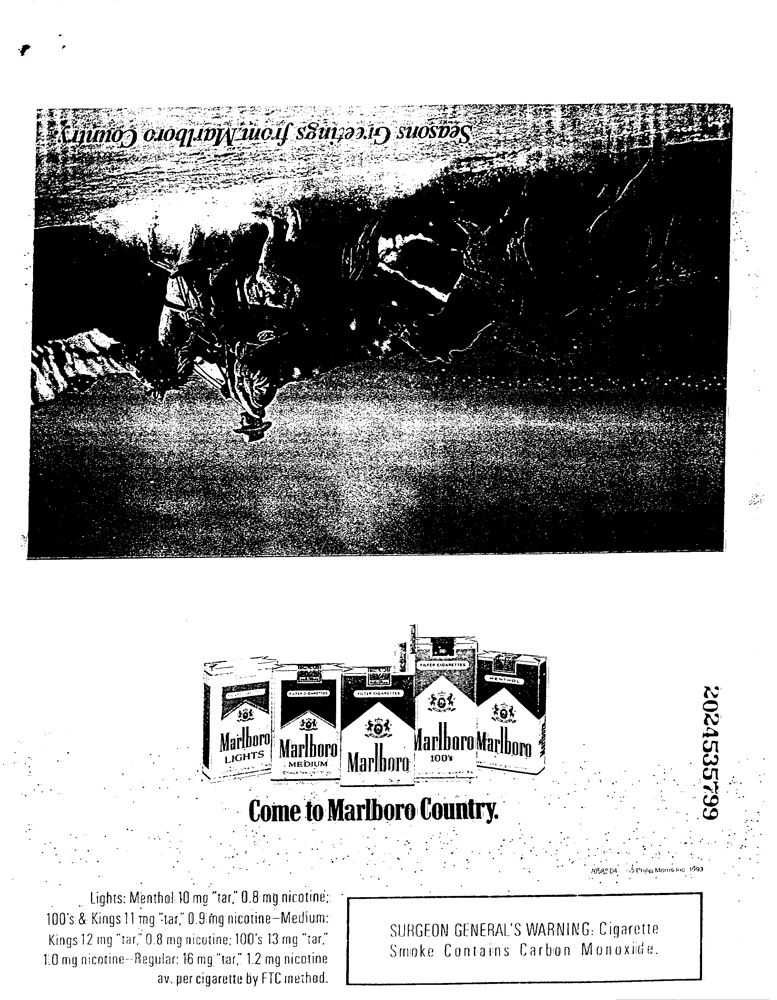 Seasons Greetings from Marlboro Country.
FILTER CIGARETTES
MENTHOL
FILTER CIGARETTES
FILTER CIGARETTES
Marlboro
LIGHTS
Marlboro
MEDIUM
Marlboro
Marlboro
100's
Marlboro
Come to Marlboro Country.
2024535799
© Philip Morris Inc. 1993
Lights: Menthol 10 mg "tar," 0.8 mg nicotine;
100's & Kings 11 mg "tar," 0.9 mg nicotine–Medium:
Kings 12 mg "tar," 0.8 mg nicotine; 100's 13 mg "tar,"
1.0 mg nicotine–Regular: 16 mg "tar," 1.2 mg nicotine
av. per cigarette by FTC method.
SURGEON GENERAL'S WARNING: Cigarette
Smoke Contains Carbon Monoxide.